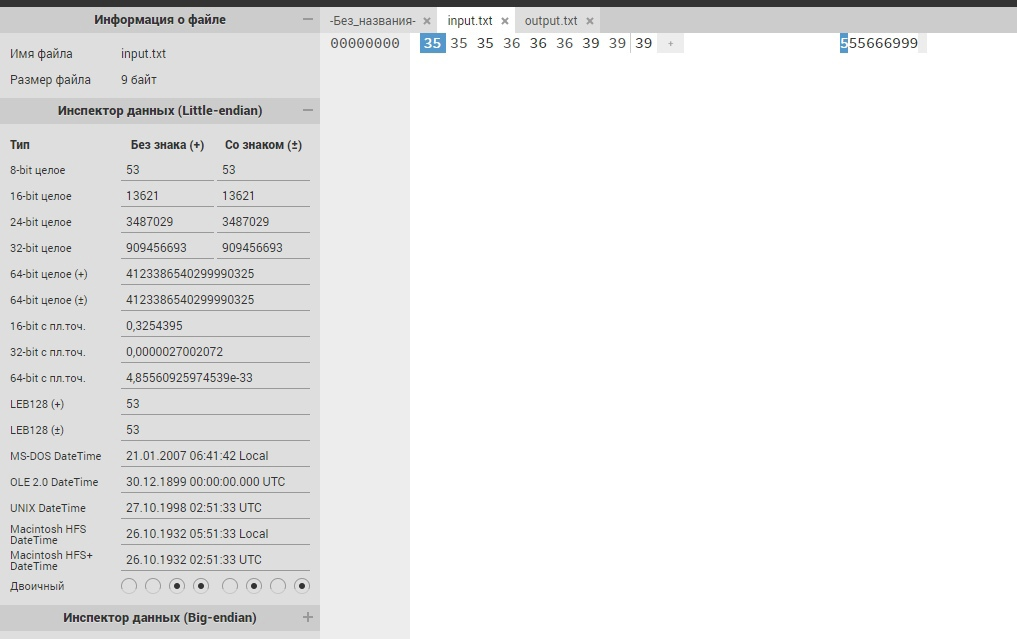 Информация о файле −
Имя файла input.txt
Размер файла 9 байт
Инспектор данных (Little-endian) −
Тип Без знака (+) Со знаком (±)
8-bit целое 53 53
16-bit целое 13621 13621
24-bit целое 3487029 3487029
32-bit целое 909456693 909456693
64-bit целое (+) 4123386540299990325
64-bit целое (±) 4123386540299990325
16-bit с пл.точ. 0,3254395
32-bit с пл.точ. 0,0000027002072
64-bit с пл.точ. 4,85560925974539e-33
LEB128 (+) 53
LEB128 (±) 53
MS-DOS DateTime 21.01.2007 06:41:42 Local
OLE 2.0 DateTime 30.12.1899 00:00:00.000 UTC
UNIX DateTime 27.10.1998 02:51:33 UTC
Macintosh HFS
DateTime 26.10.1932 05:51:33 Local
Macintosh HFS+
DateTime 26.10.1932 02:51:33 UTC
Двоичный
Инспектор данных (Big-endian) +
-Без_названия- × input.txt × output.txt ×
00000000 35 35 35 36 36 36 39 39 39 + 555666999